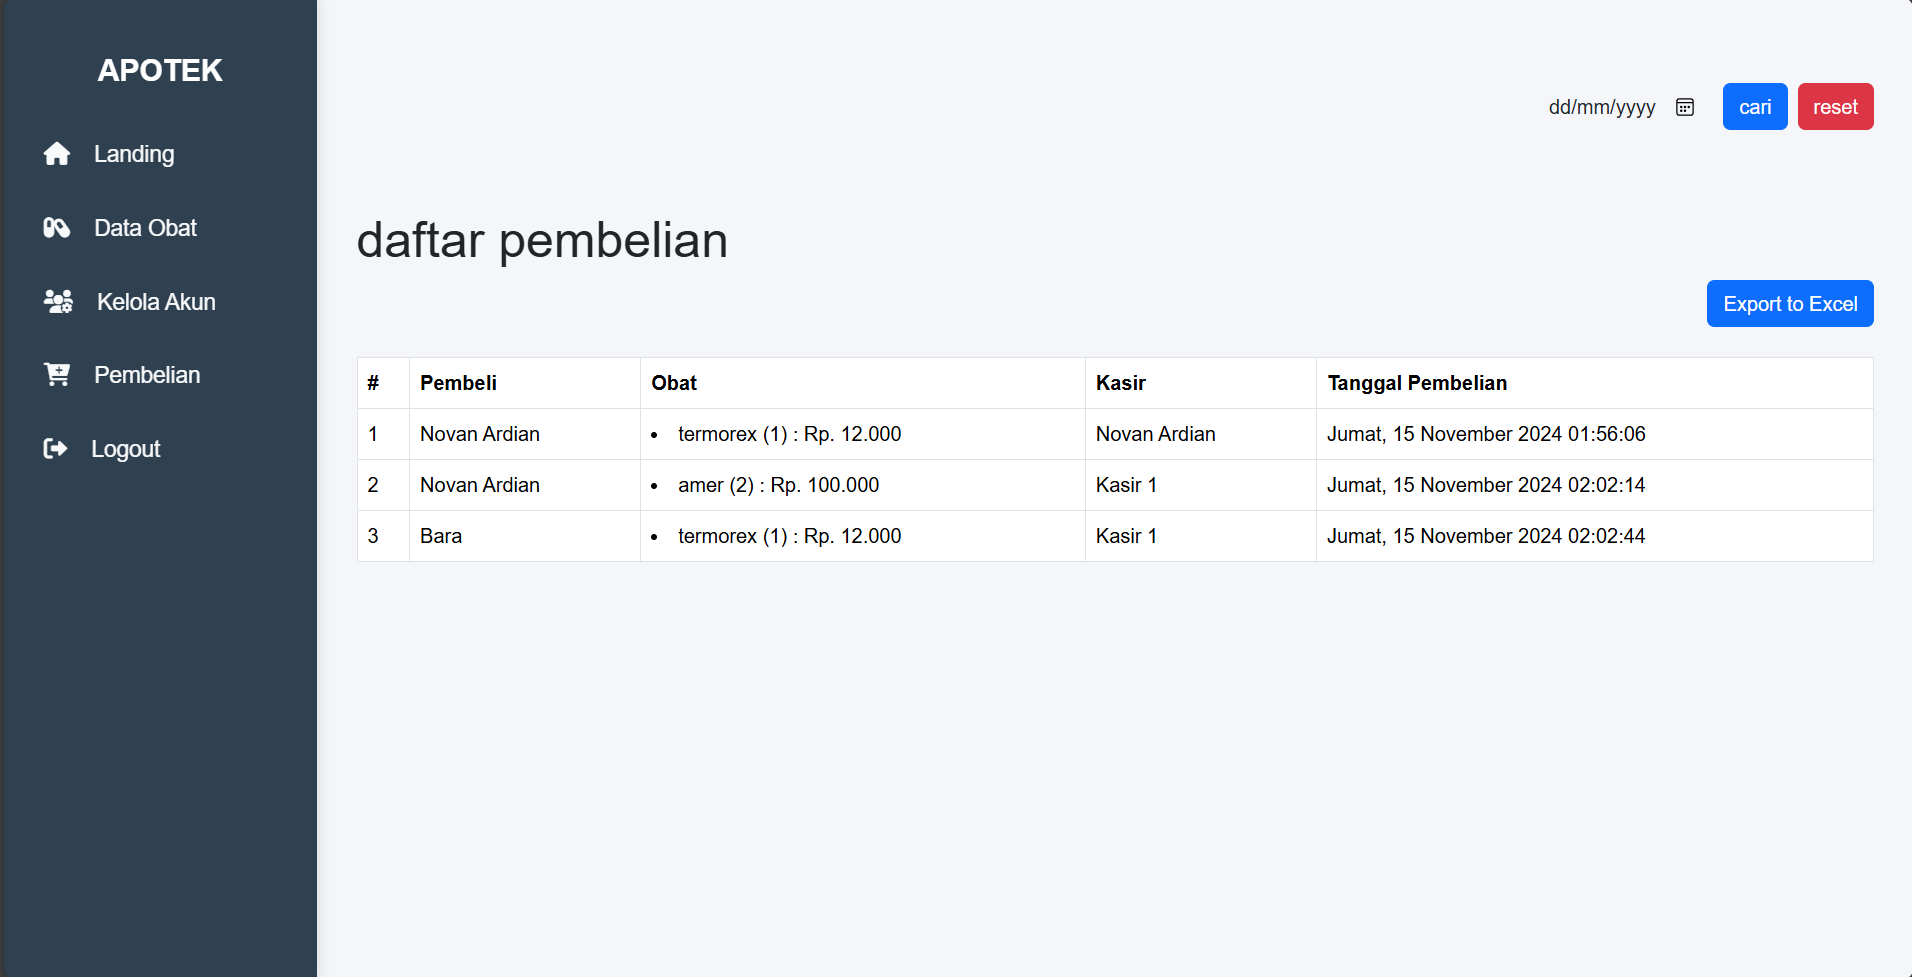 APOTEK
Landing
Data Obat
Kelola Akun
Pembelian
Logout
dd/mm/yyyy cari reset
daftar pembelian
Export to Excel
# Pembeli Obat Kasir Tanggal Pembelian
1 Novan Ardian • termorex (1) : Rp. 12.000 Novan Ardian Jumat, 15 November 2024 01:56:06
2 Novan Ardian • amer (2) : Rp. 100.000 Kasir 1 Jumat, 15 November 2024 02:02:14
3 Bara • termorex (1) : Rp. 12.000 Kasir 1 Jumat, 15 November 2024 02:02:44